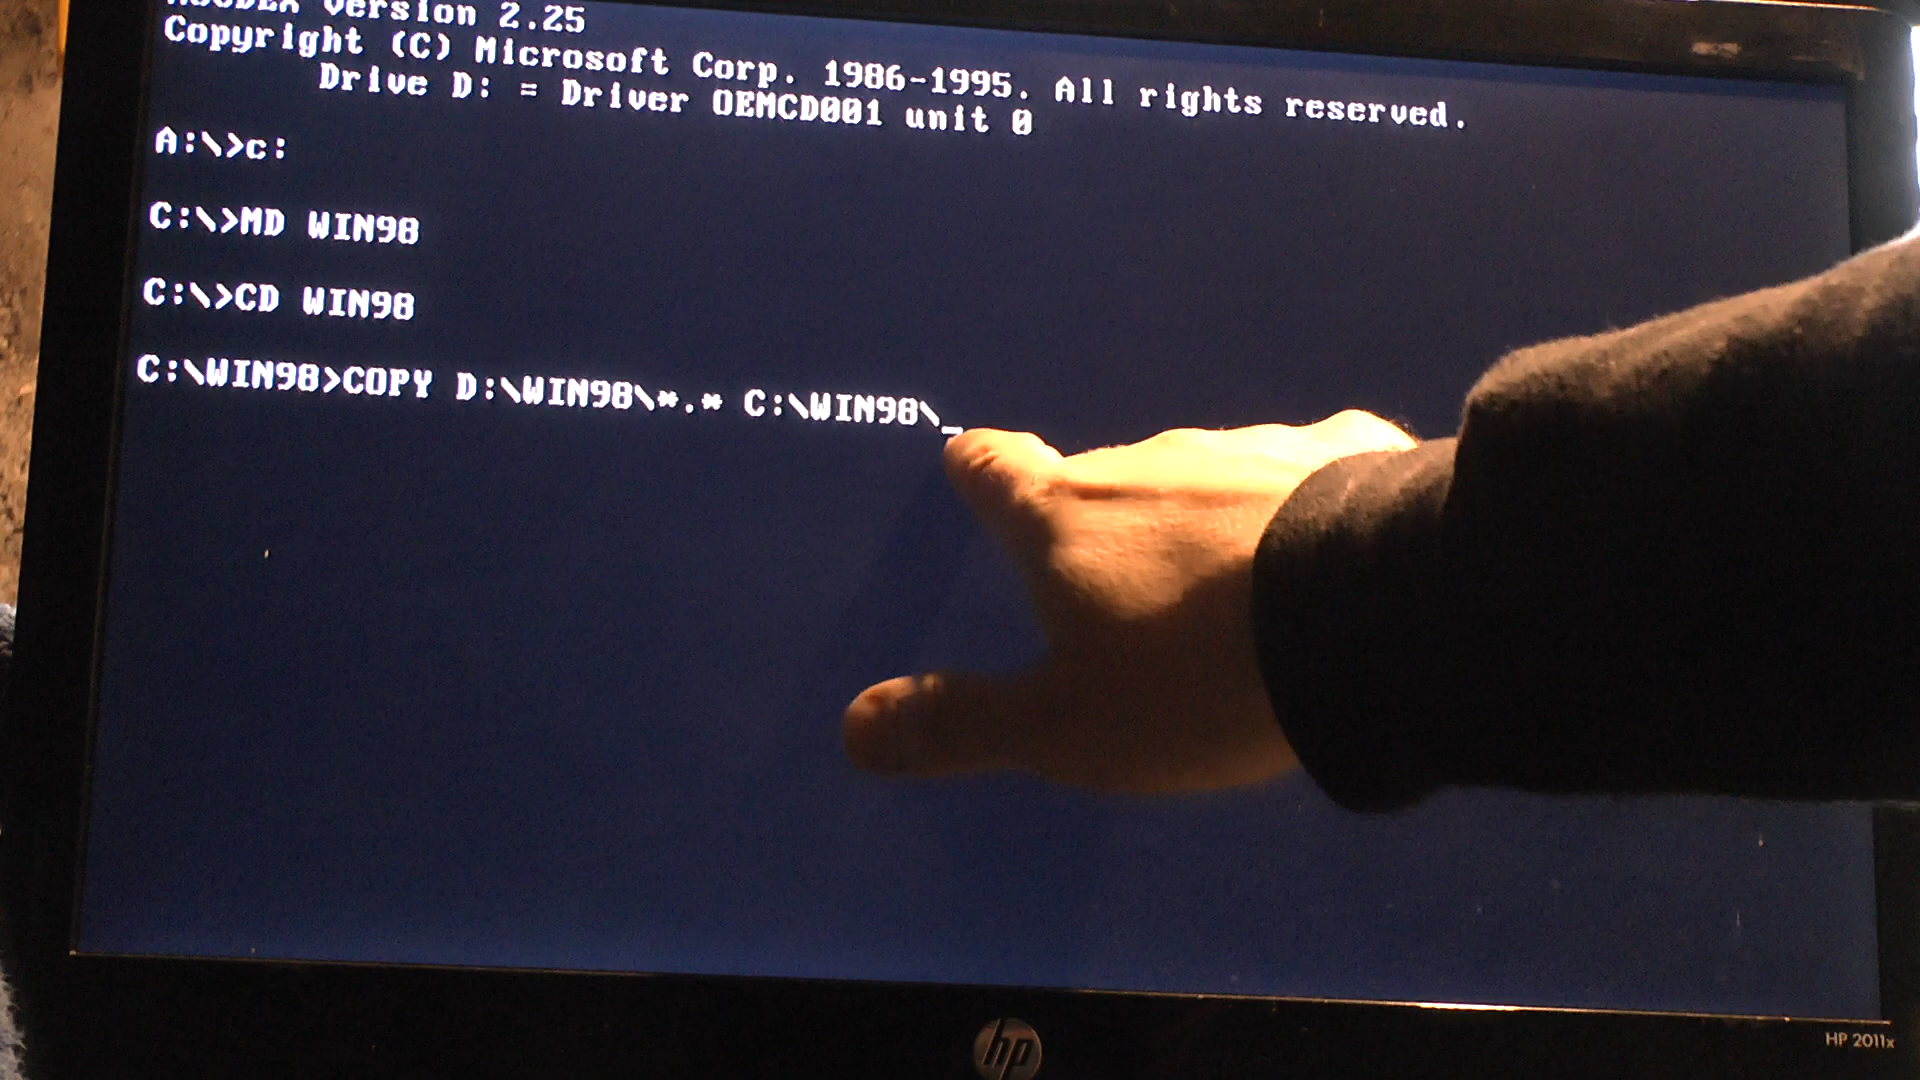 MSCDEX Version 2.25
Copyright (C) Microsoft Corp. 1986-1995. All rights reserved.
Drive D: = Driver OEMCD001 unit 0
A:\>c:
C:\>MD WIN98
C:\>CD WIN98
C:\WIN98>COPY D:\WIN98\*.* C:\WIN98\_
hp
HP 2011x